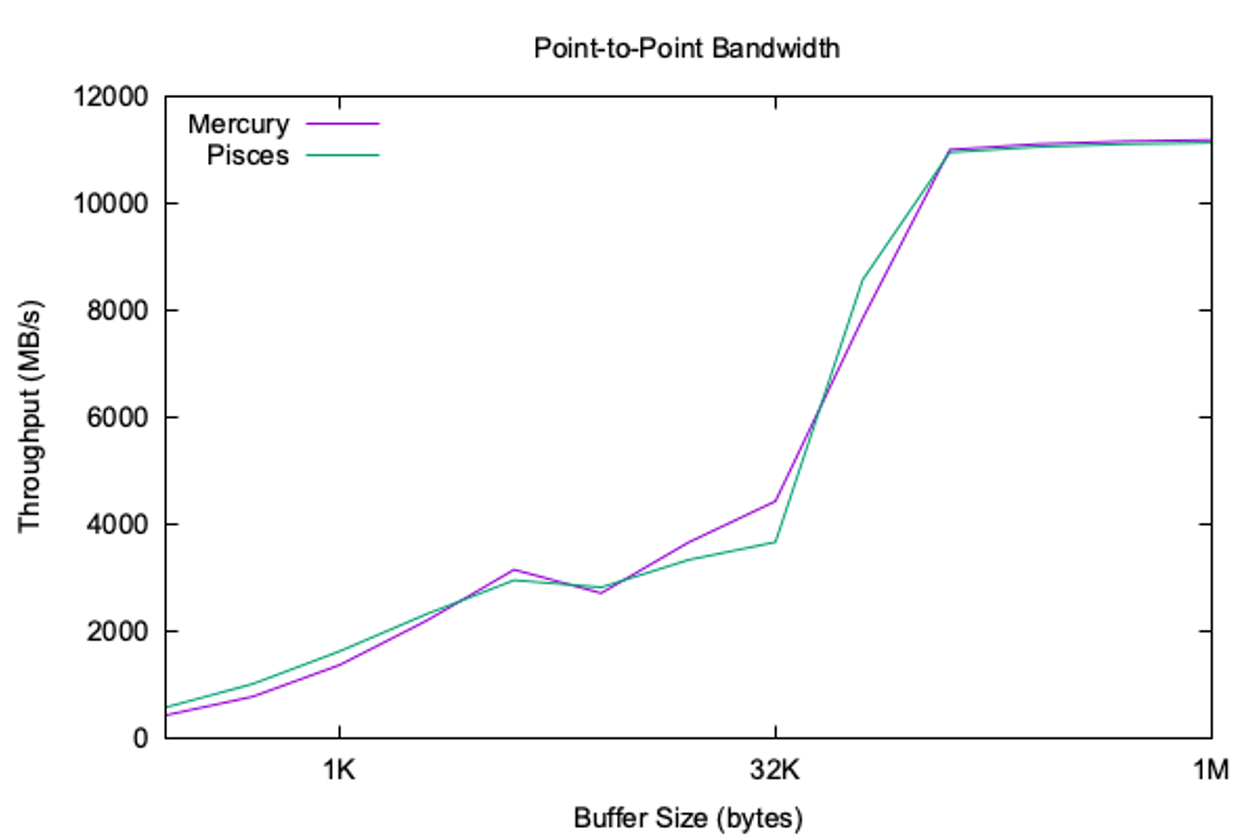 Point-to-Point Bandwidth
12000
10000
8000
6000
4000
2000
0
Mercury
Pisces
Throughput (MB/s)
1K 32K 1M
Buffer Size (bytes)